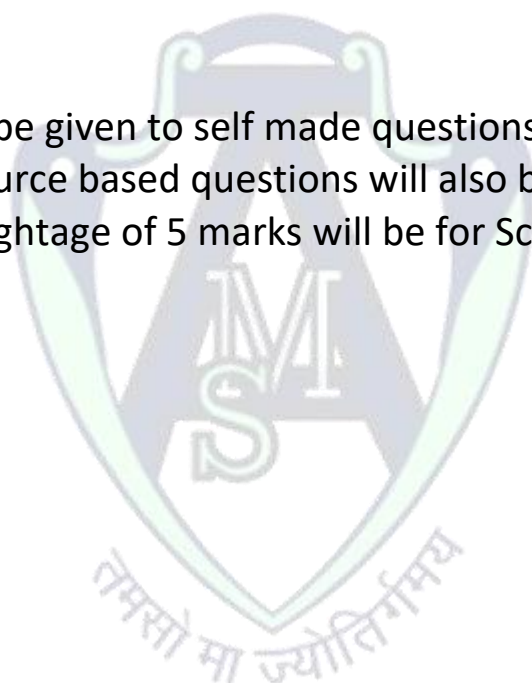 be given to self made questions
urce based questions will also b
ghtage of 5 marks will be for Sc
A
M
S
तमसो मा ज्योतिर्गमय